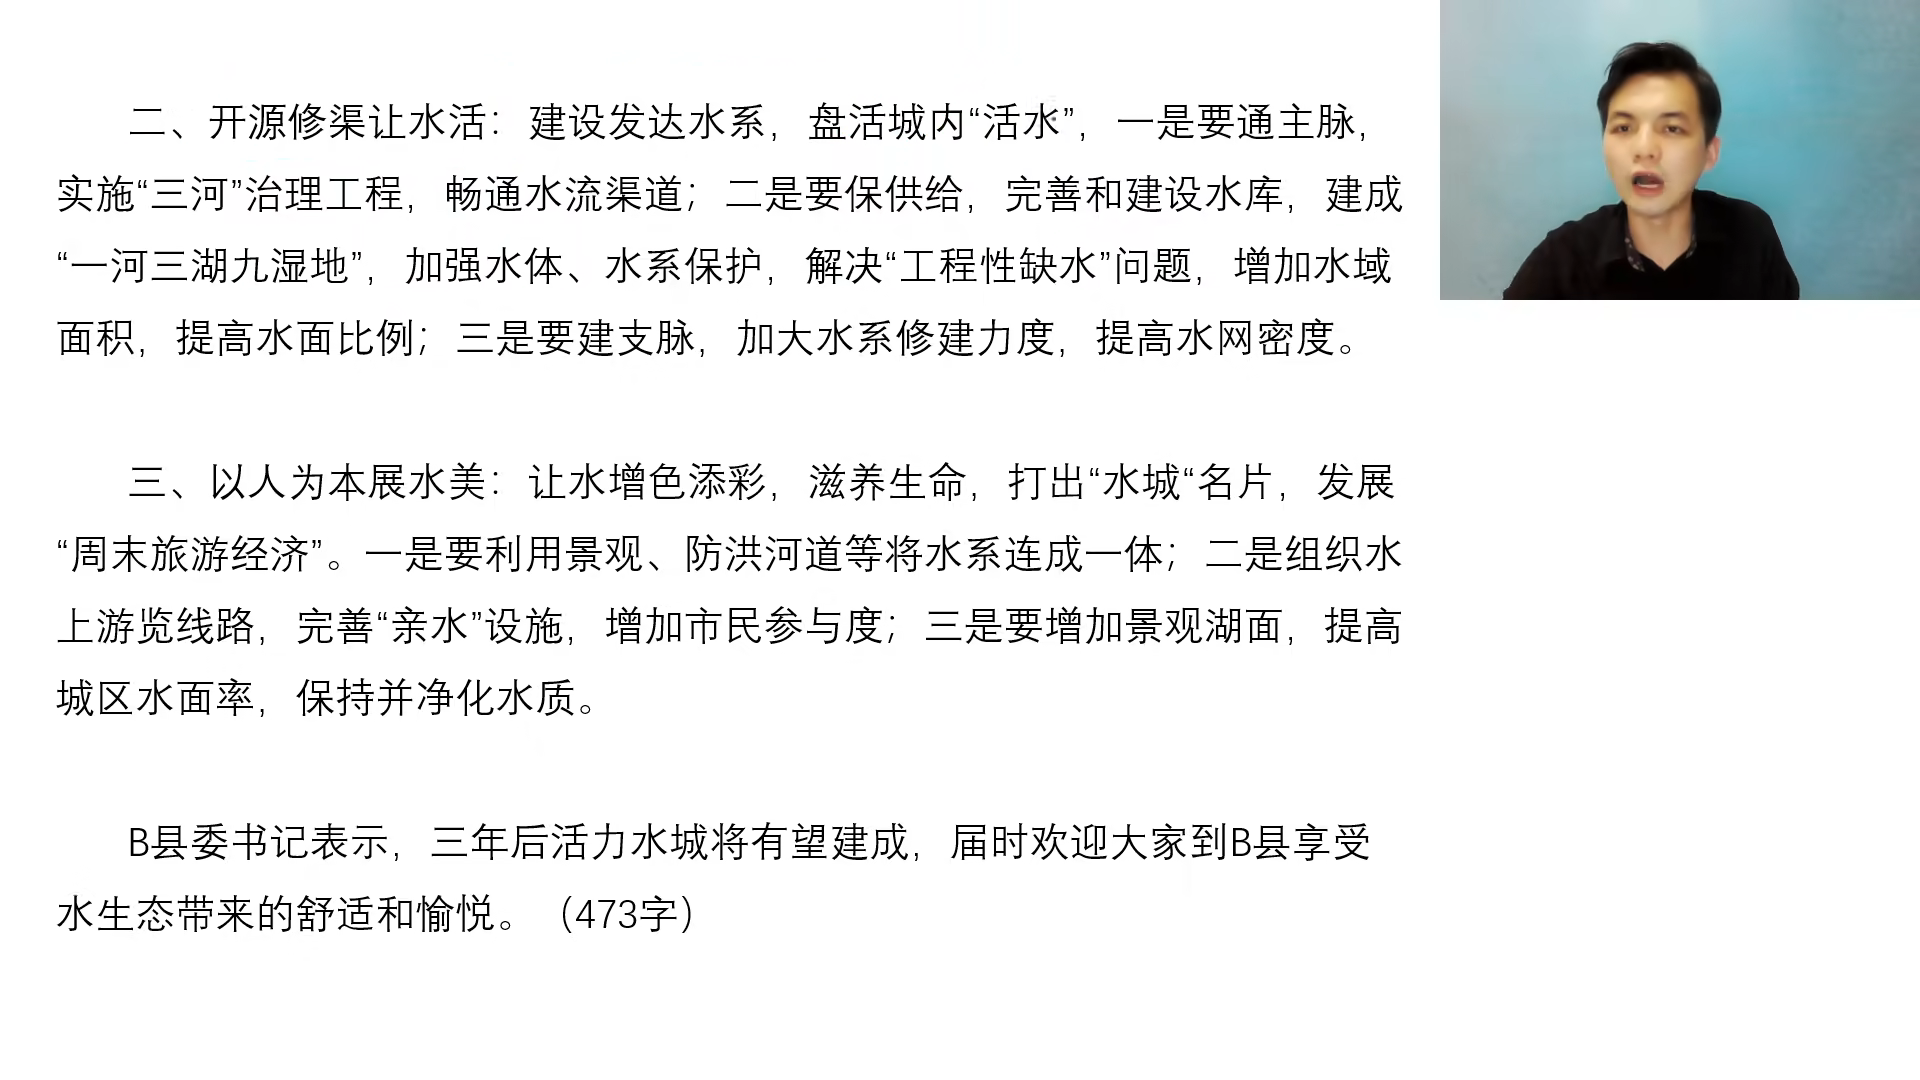 二、开源修渠让水活：建设发达水系，盘活城内“活水”，一是要通主脉，
实施“三河”治理工程，畅通水流渠道；二是要保供给，完善和建设水库，建成
“一河三湖九湿地”，加强水体、水系保护，解决“工程性缺水”问题，增加水域
面积，提高水面比例；三是要建支脉，加大水系修建力度，提高水网密度。
三、以人为本展水美：让水增色添彩，滋养生命，打出“水城“名片，发展
“周末旅游经济”。一是要利用景观、防洪河道等将水系连成一体；二是组织水
上游览线路，完善“亲水”设施，增加市民参与度；三是要增加景观湖面，提高
城区水面率，保持并净化水质。
B县委书记表示，三年后活力水城将有望建成，届时欢迎大家到B县享受
水生态带来的舒适和愉悦。（473字）